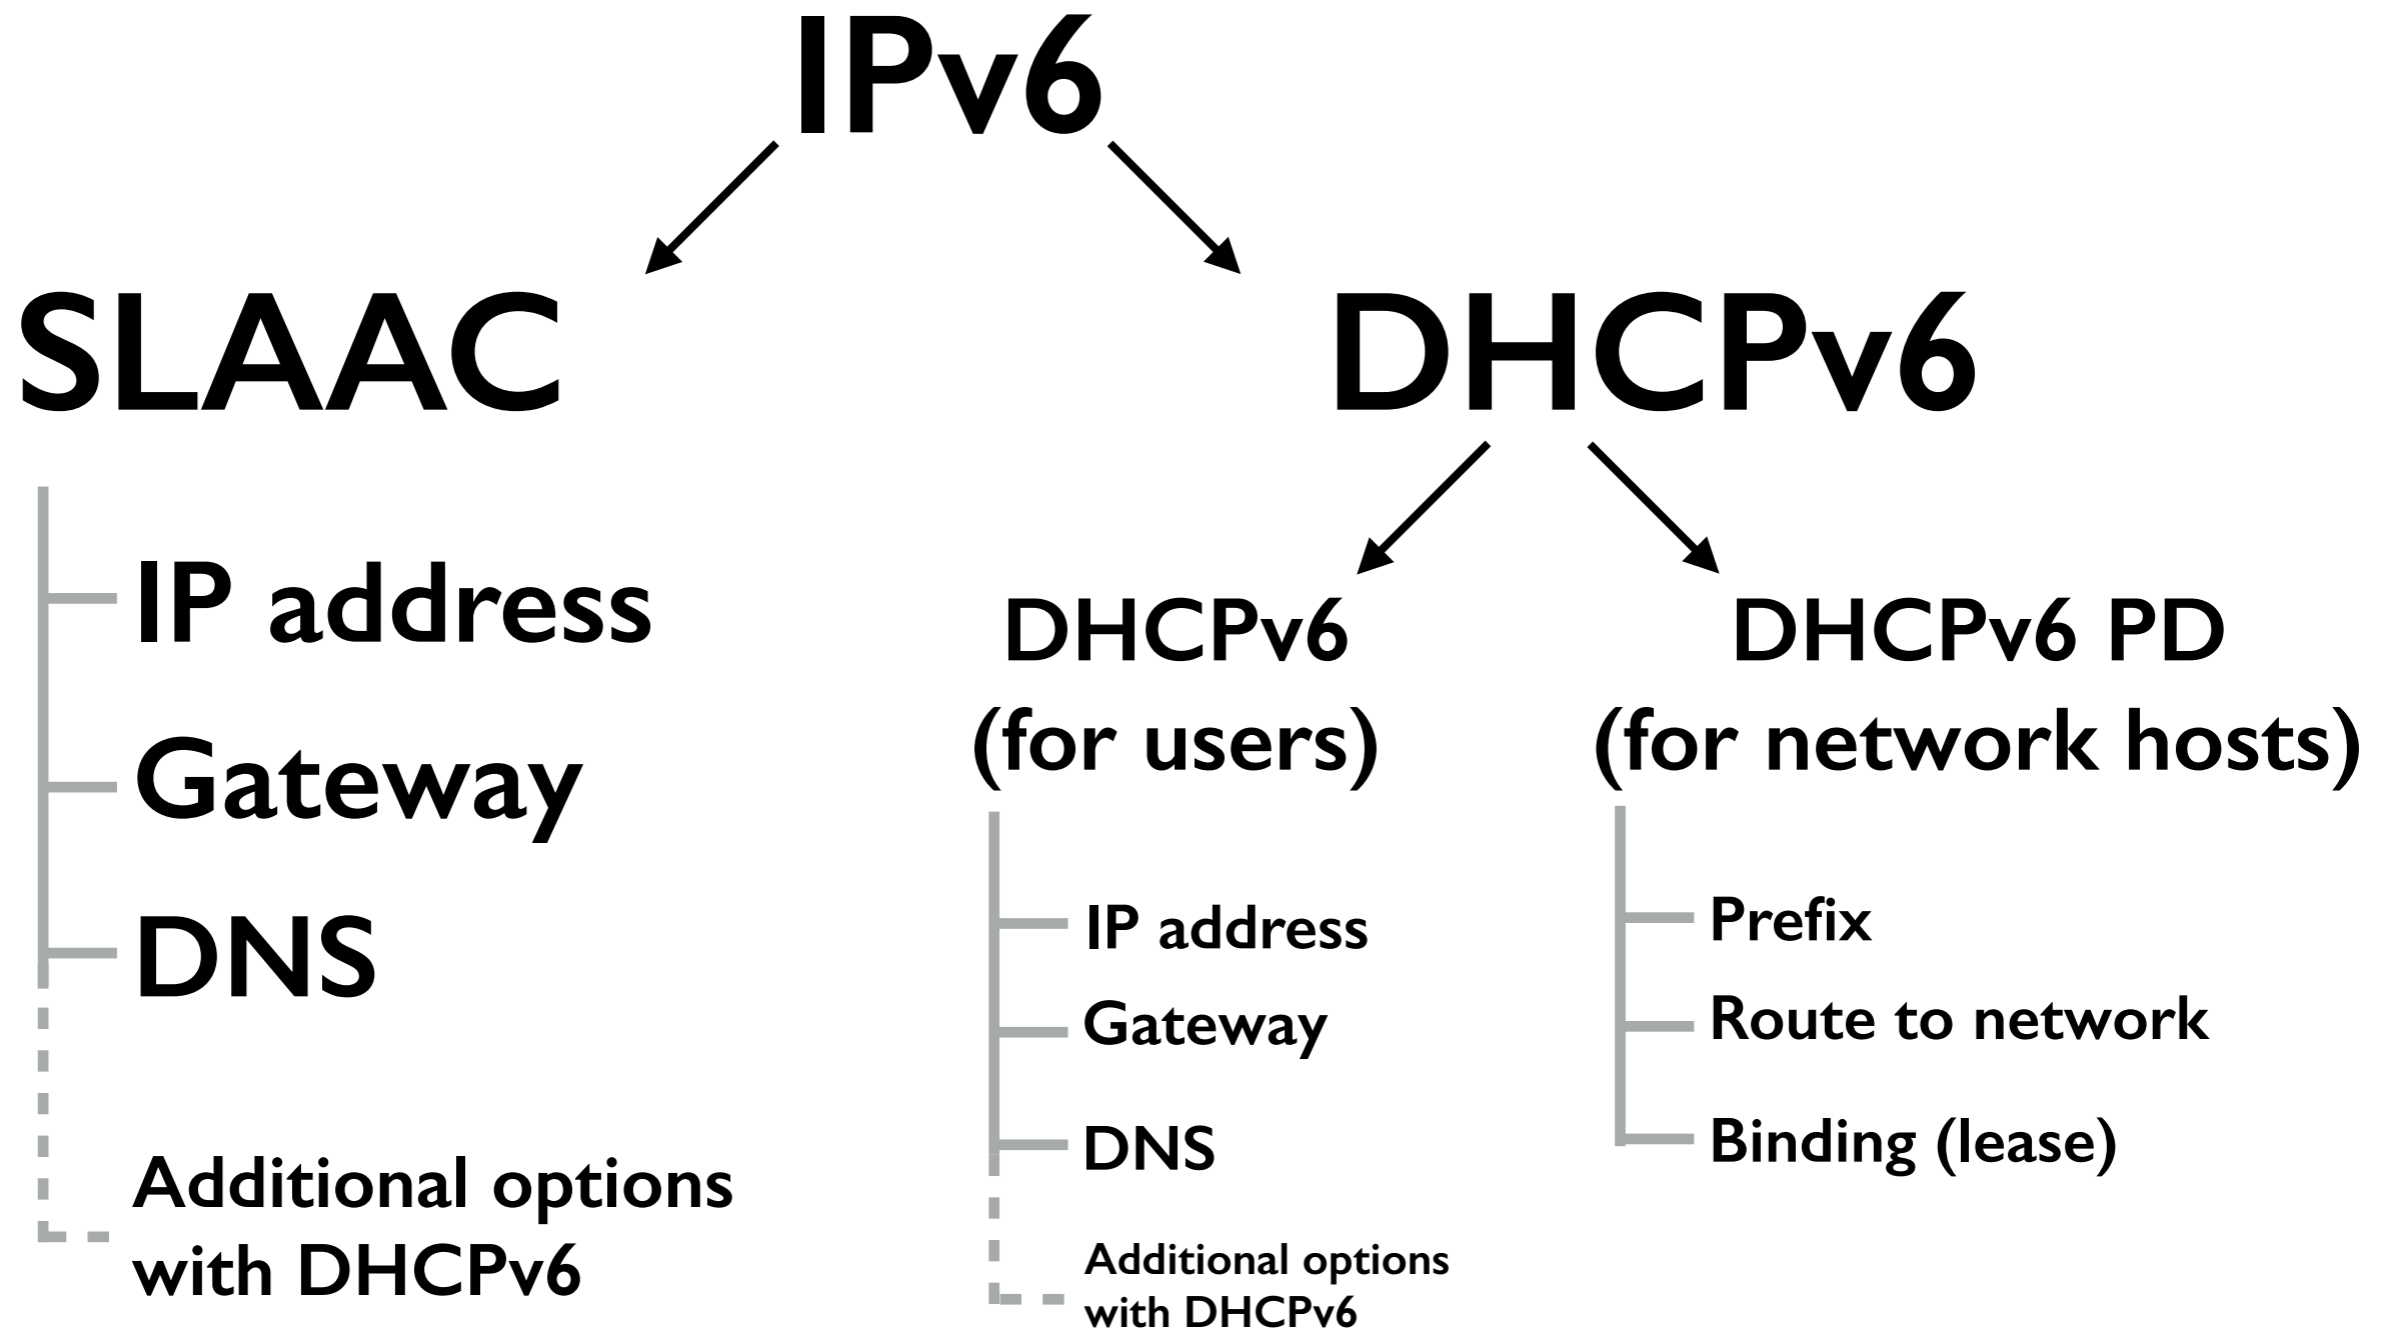 IPv6
SLAAC
IP address
Gateway
DNS
Additional options
with DHCPv6
DHCPv6
DHCPv6
(for users)
IP address
Gateway
DNS
Additional options
with DHCPv6
DHCPv6 PD
(for network hosts)
Prefix
Route to network
Binding (lease)